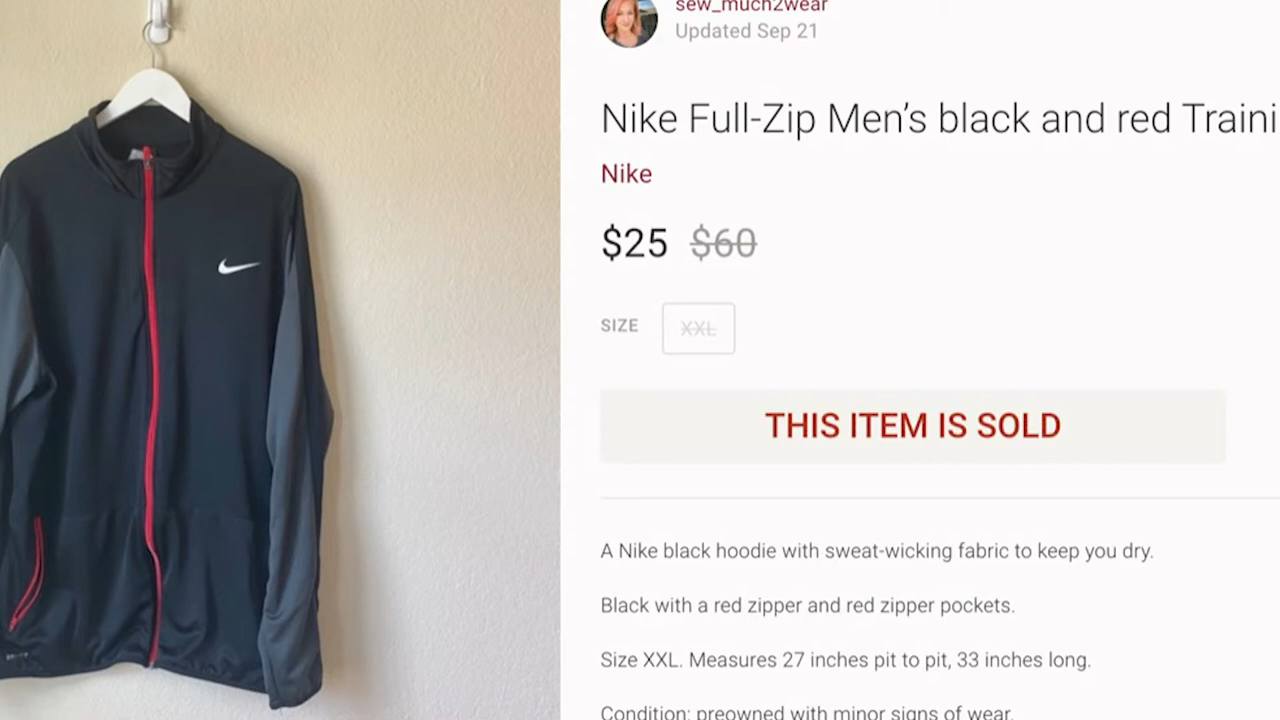 sew_much2wear
Updated Sep 21
Nike Full-Zip Men's black and red Traini
Nike
$25 $60
SIZE XXL
THIS ITEM IS SOLD
A Nike black hoodie with sweat-wicking fabric to keep you dry.
Black with a red zipper and red zipper pockets.
Size XXL. Measures 27 inches pit to pit, 33 inches long.
Condition: preowned with minor signs of wear.